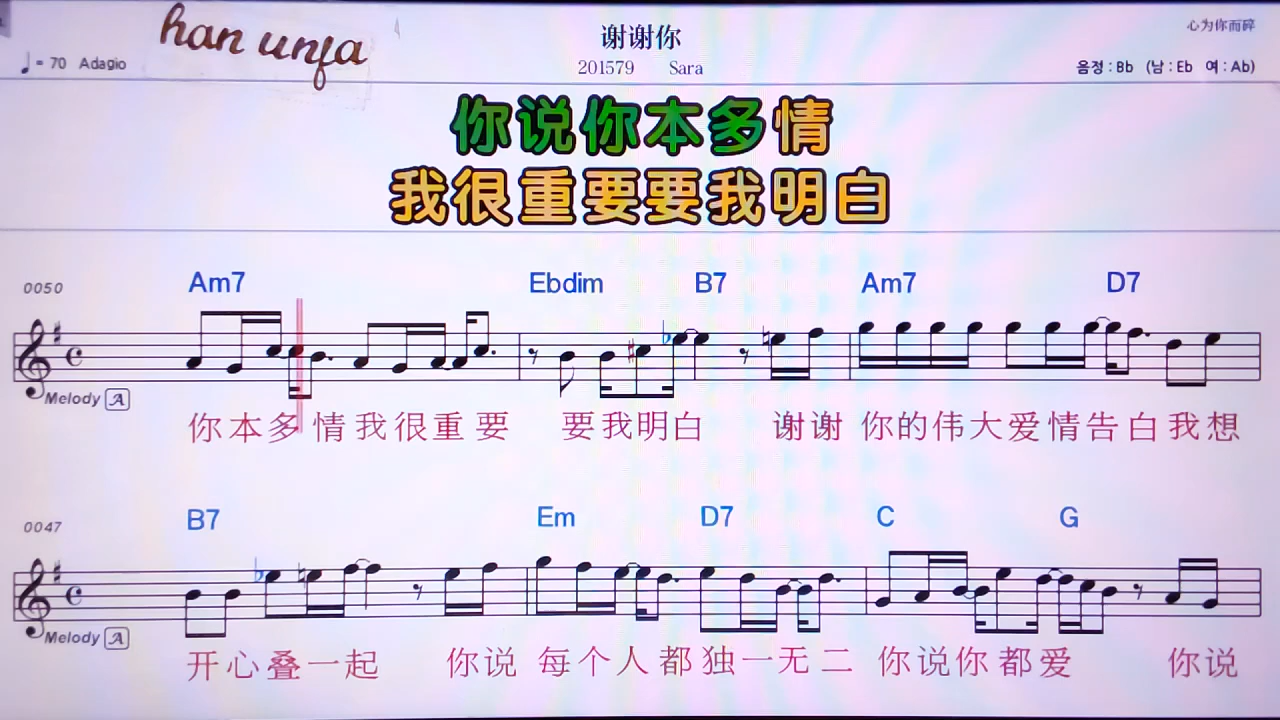 han unfa
谢谢你
心为你而碎
♩= 70 Adagio
201579 Sara
음정 : Bb (남 : Eb 여 : Ab)
你说你本多情
我很重要要我明白
0050
Am7 Ebdim B7 Am7 D7
Melody A
你本多情我很重要 要我明白 谢谢你的伟大爱情告白我想
0047
B7 Em D7 C G
Melody A
开心叠一起 你说每个人都独一无二你说你都爱 你说